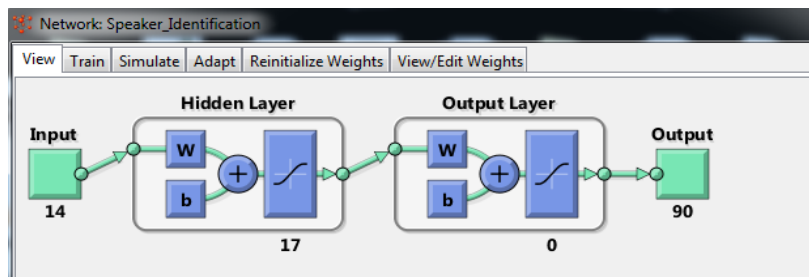 Network: Speaker_Identification
View Train Simulate Adapt Reinitialize Weights View/Edit Weights
Hidden Layer Output Layer
Input Output
W W
+ +
b b
14 90
17 0